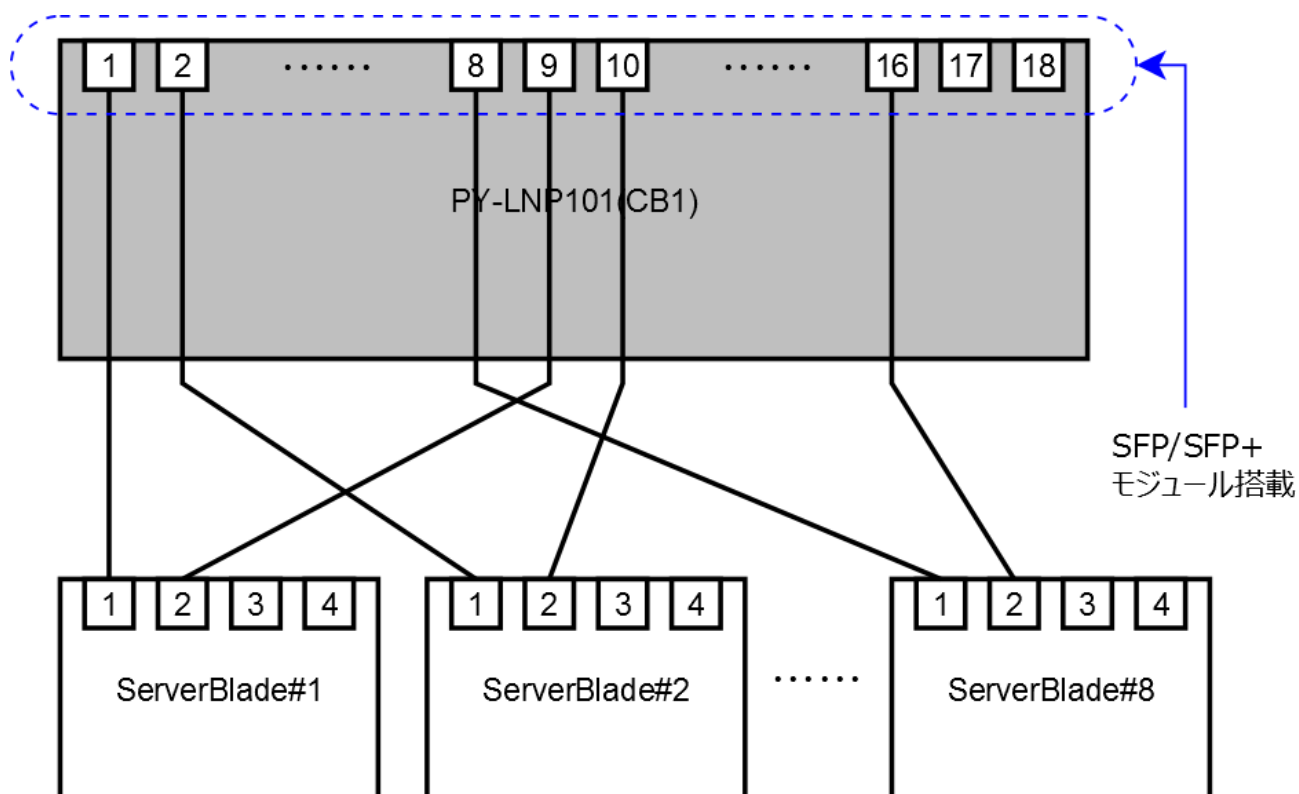 1 2 ・・・・・・ 8 9 10 ・・・・・・ 16 17 18
PY-LNP101(CB1)
SFP/SFP+
モジュール搭載
1 2 3 4
ServerBlade#1
1 2 3 4
ServerBlade#2
・・・・・・
1 2 3 4
ServerBlade#8